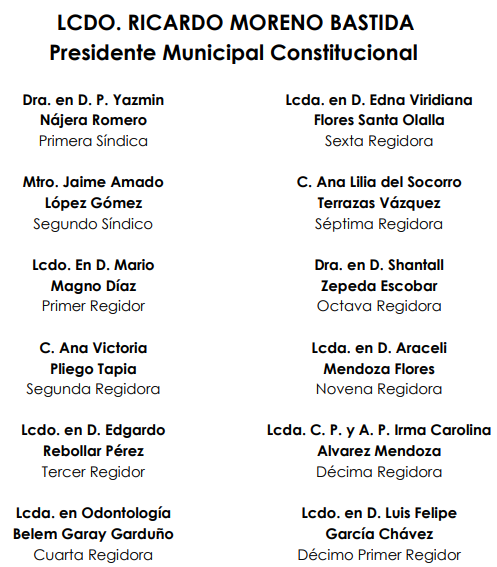 LCDO. RICARDO MORENO BASTIDA
Presidente Municipal Constitucional
Dra. en D. P. Yazmin
Nájera Romero
Primera Síndica
Mtro. Jaime Amado
López Gómez
Segundo Síndico
Lcdo. En D. Mario
Magno Díaz
Primer Regidor
C. Ana Victoria
Pliego Tapia
Segunda Regidora
Lcdo. en D. Edgardo
Rebollar Pérez
Tercer Regidor
Lcda. en Odontología
Belem Garay Garduño
Cuarta Regidora
Lcda. en D. Edna Viridiana
Flores Santa Olalla
Sexta Regidora
C. Ana Lilia del Socorro
Terrazas Vázquez
Séptima Regidora
Dra. en D. Shantall
Zepeda Escobar
Octava Regidora
Lcda. en D. Araceli
Mendoza Flores
Novena Regidora
Lcda. C. P. y A. P. Irma Carolina
Alvarez Mendoza
Décima Regidora
Lcdo. en D. Luis Felipe
García Chávez
Décimo Primer Regidor